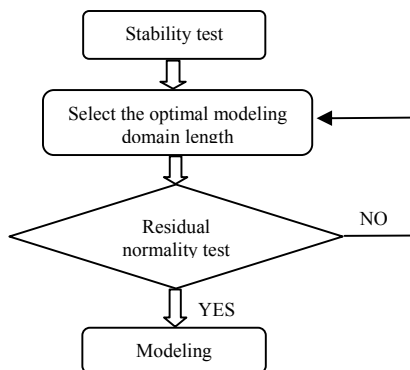 Stability test
Select the optimal modeling
domain length
Residual
normality test
NO
YES
Modeling